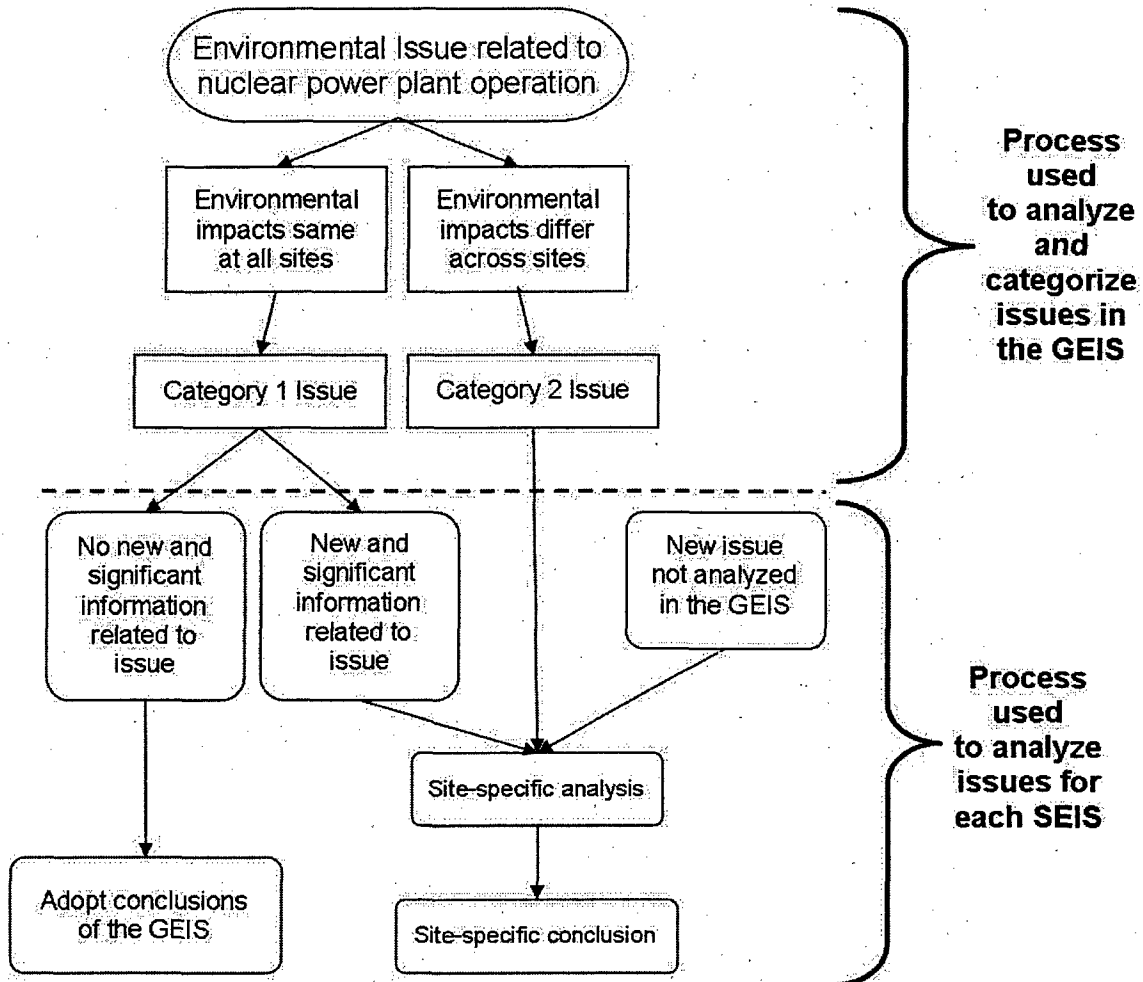 Environmental Issue related to
nuclear power plant operation
Environmental
impacts same
at all sites
Environmental
impacts differ
across sites
Category 1 Issue
Category 2 Issue
Process
used
to analyze
and
categorize
issues in
the GEIS
No new and
significant
information
related to
issue
New and
significant
information
related to
issue
New issue
not analyzed
in the GEIS
Site-specific analysis
Adopt conclusions
of the GEIS
Site-specific conclusion
Process
used
to analyze
issues for
each SEIS